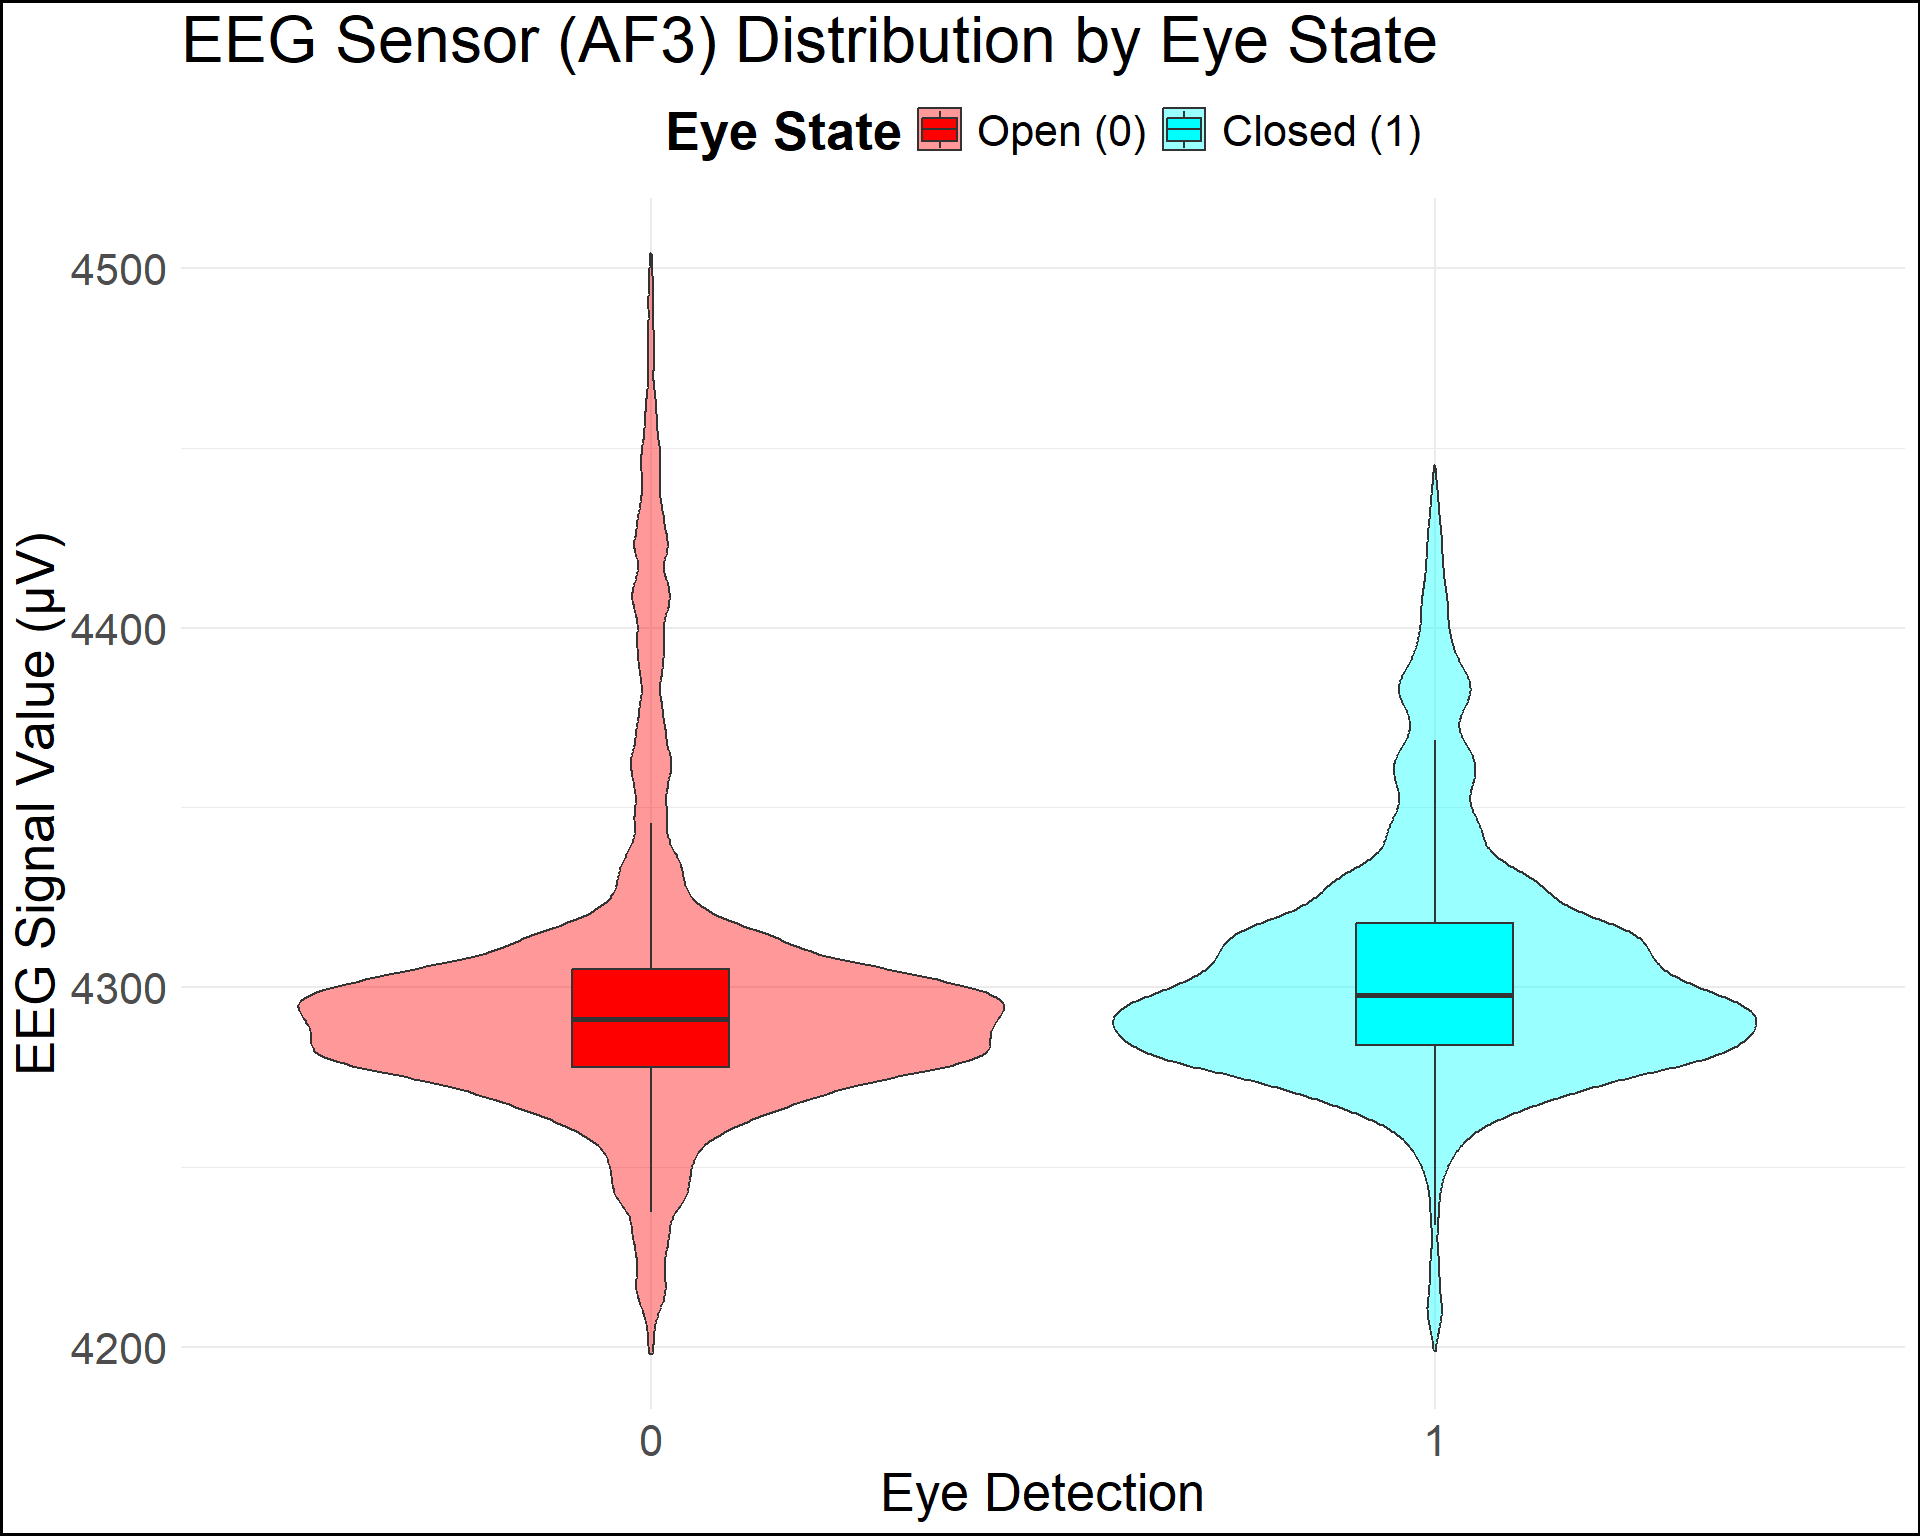 EEG Sensor (AF3) Distribution by Eye State
Eye State Open (0) Closed (1)
EEG Signal Value (µV)
4500
4400
4300
4200
0 1
Eye Detection